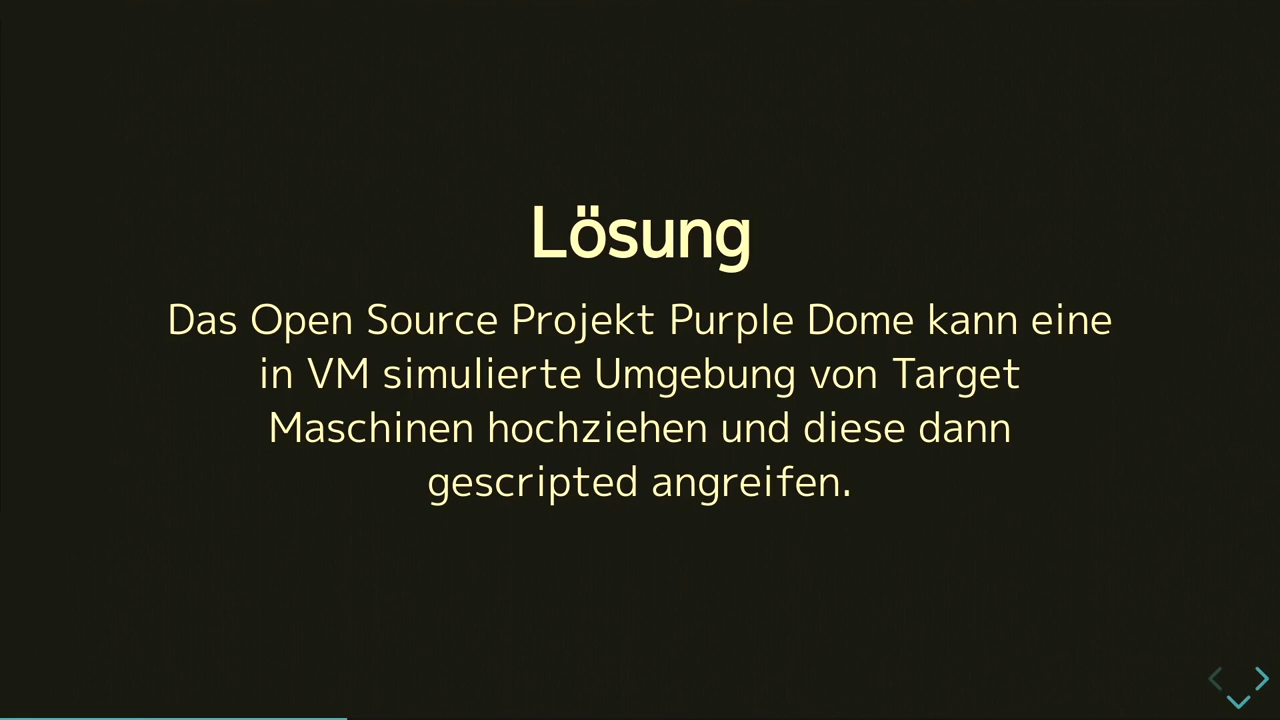 Lösung
Das Open Source Projekt Purple Dome kann eine
in VM simulierte Umgebung von Target
Maschinen hochziehen und diese dann
gescripted angreifen.